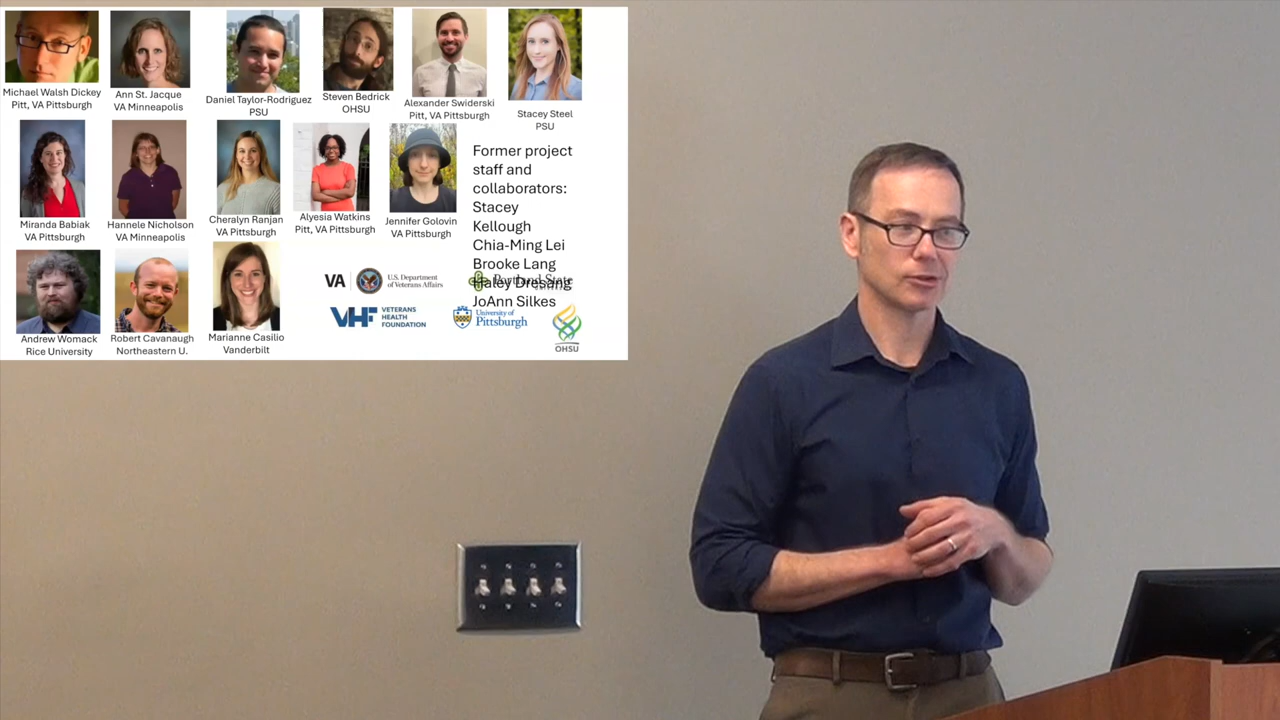 Michael Walsh Dickey
Pitt, VA Pittsburgh
Ann St. Jacque
VA Minneapolis
Daniel Taylor-Rodriguez
PSU
Steven Bedrick
OHSU
Alexander Swiderski
Pitt, VA Pittsburgh
Stacey Steel
PSU
Miranda Babiak
VA Pittsburgh
Hannele Nicholson
VA Minneapolis
Cheralyn Ranjan
VA Pittsburgh
Alyesia Watkins
Pitt, VA Pittsburgh
Jennifer Golovin
VA Pittsburgh
Former project
staff and
collaborators:
Stacey
Kellough
Chia-Ming Lei
Brooke Lang
JoAnn Silkes
Andrew Womack
Rice University
Robert Cavanaugh
Northeastern U.
Marianne Casilio
Vanderbilt
VA
U.S. Department
of Veterans Affairs
Portland State
VHF
VETERANS
HEALTH
FOUNDATION
University of
Pittsburgh
OHSU